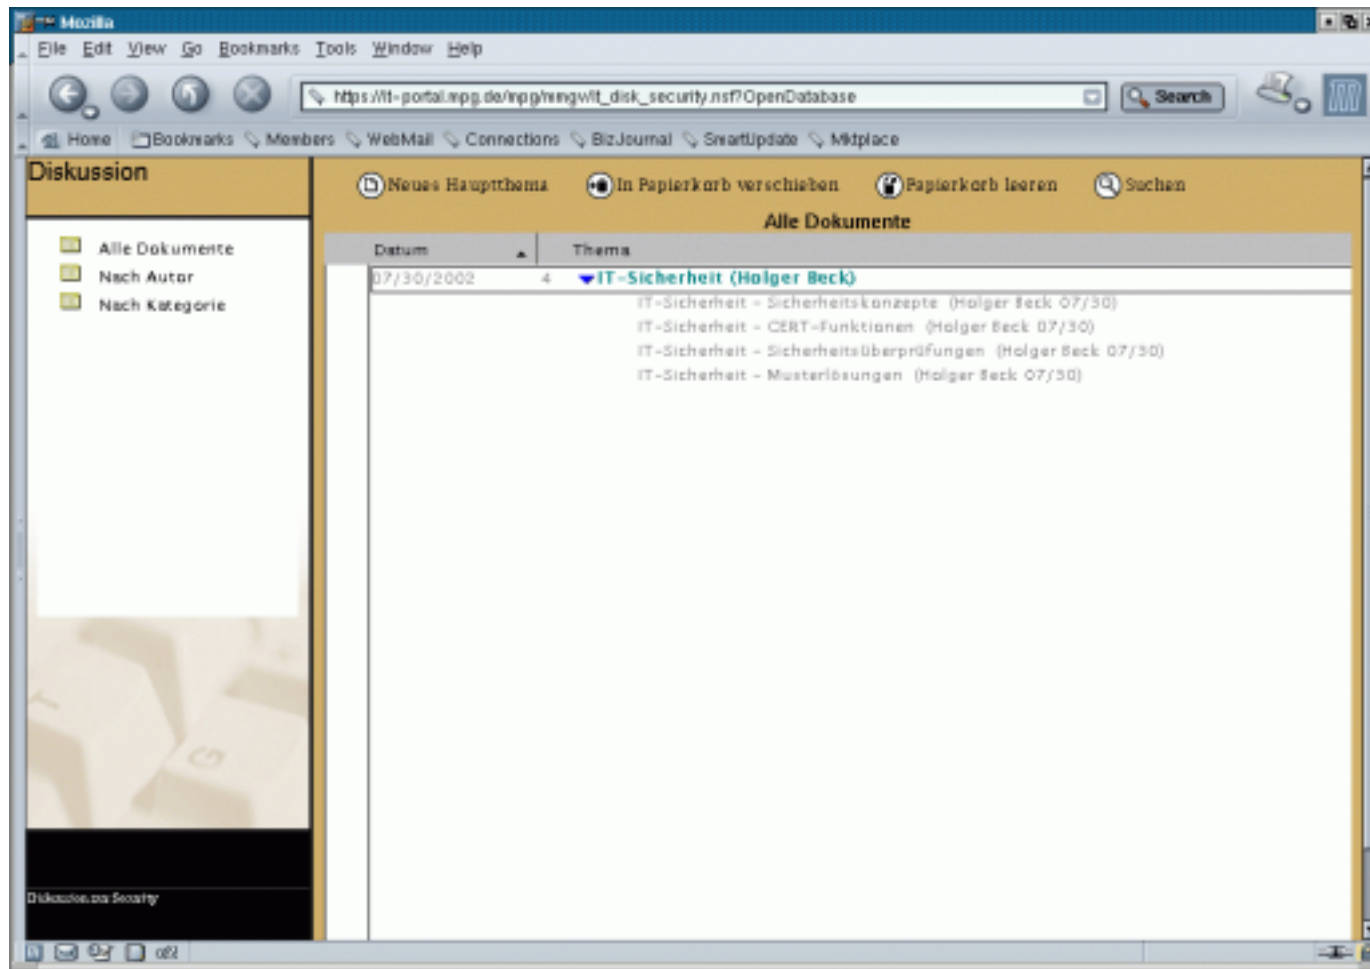 Mozilla
File Edit View Go Bookmarks Tools Window Help
https://it-portal.mpg.de/mpg/mmgw/it_disk_security.nsf?OpenDatabase Search
Home Bookmarks Members WebMail Connections BizJournal SmartUpdate Mktplace
Diskussion
Alle Dokumente
Nach Autor
Nach Kategorie
Diskussion zur Security
Neues Hauptthema In Papierkorb verschieben Papierkorb leeren Suchen
Alle Dokumente
Datum Thema
07/30/2002 4 IT-Sicherheit (Holger Beck)
IT-Sicherheit - Sicherheitskonzepte (Holger Beck 07/30)
IT-Sicherheit - CERT-Funktionen (Holger Beck 07/30)
IT-Sicherheit - Sicherheitsüberprüfungen (Holger Beck 07/30)
IT-Sicherheit - Musterlösungen (Holger Beck 07/30)